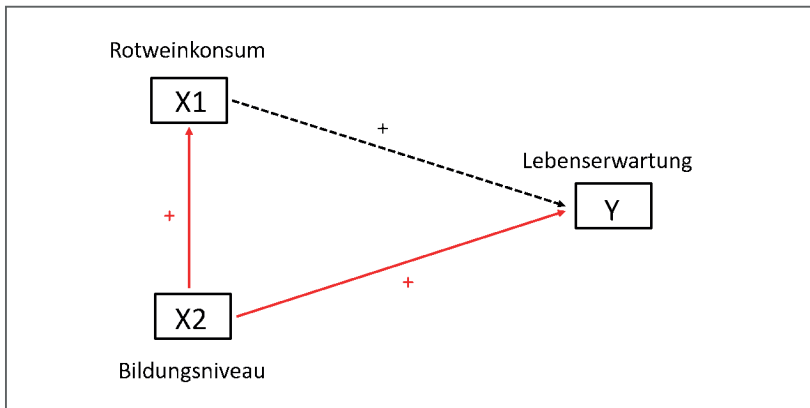 Rotweinkonsum
X1
+
Lebenserwartung
Y
+
+
X2
Bildungsniveau